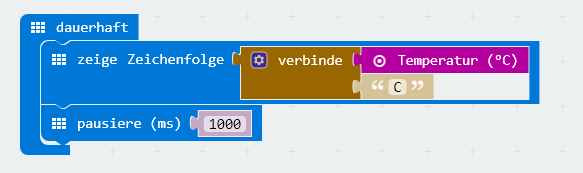 dauerhaft
zeige Zeichenfolge verbinde Temperatur (°C)
“ C ”
pausiere (ms) 1000